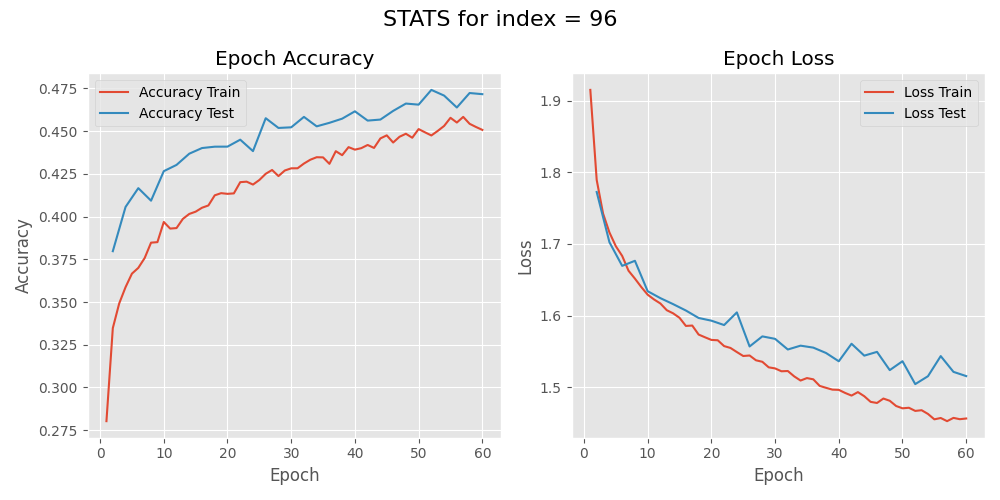 STATS for index = 96
Epoch Accuracy
Accuracy Train
Accuracy Test
0.475
0.450
0.425
0.400
0.375
0.350
0.325
0.300
0.275
Accuracy
0 10 20 30 40 50 60
Epoch
Epoch Loss
Loss Train
Loss Test
1.9
1.8
1.7
1.6
1.5
Loss
0 10 20 30 40 50 60
Epoch